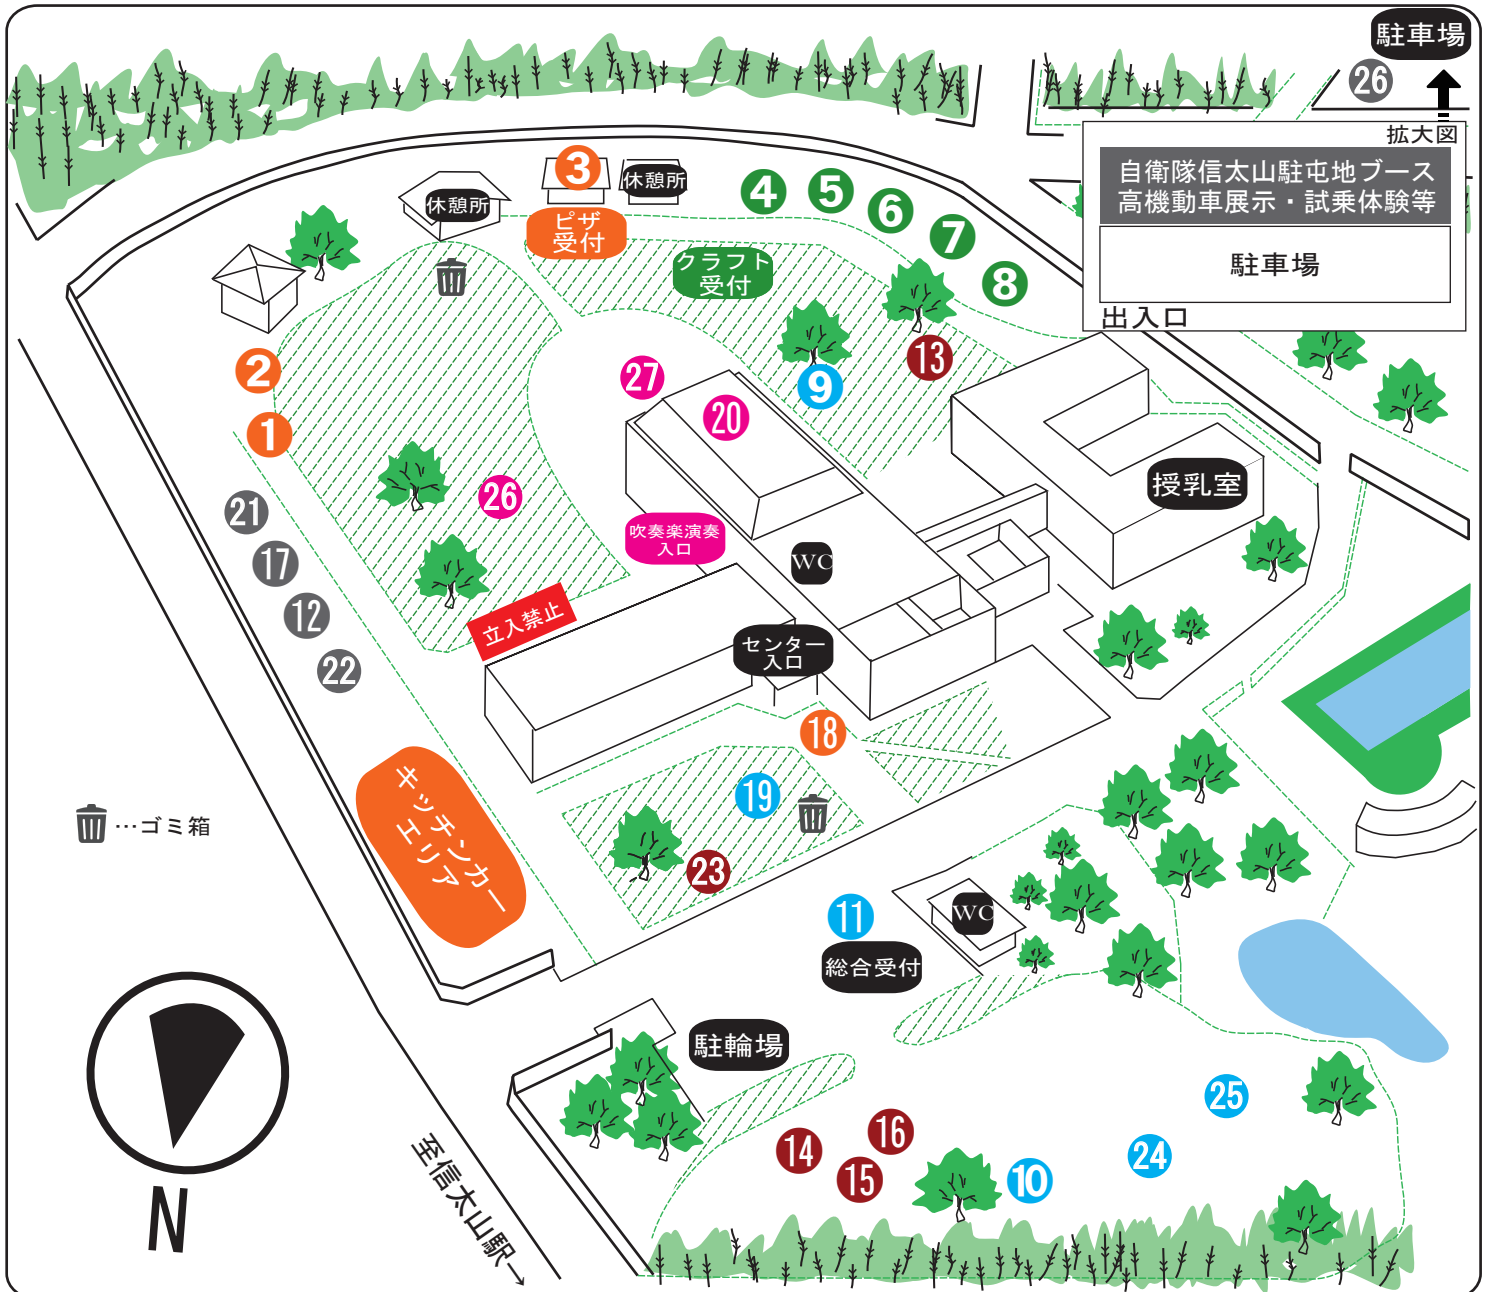 駐車場
26
拡大図
自衛隊信太山駐屯地ブース
高機動車展示・試乗体験等
駐車場
出入口
3
休憩所
休憩所
ピザ
受付
4
5
6
7
8
クラフト
受付
2
1
27
20
9
13
26
21
17
12
22
吹奏楽演奏
入口
WC
授乳室
立入禁止
センター
入口
18
19
23
キッチンカー
エリア
…ゴミ箱
11
総合受付
WC
駐輪場
14
15
16
10
24
25
至信太山駅→
N